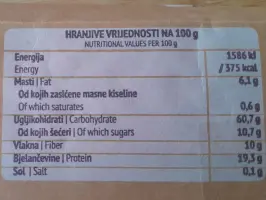 HRANJIVE VRIJEDNOSTI NA 100 g
NUTRITIONAL VALUES PER 100 g
Energija 1586 kJ
Energy / 375 kcal
Masti | Fat 6,1 g
Od kojih zasićene masne kiseline
Of which saturates 0,6 g
Ugljikohidrati | Carbohydrate 60,7 g
Od kojih šećeri | Of which sugars 10,7 g
Vlakna | Fiber 10 g
Bjelančevine | Protein 19,3 g
Sol | Salt 0,1 g